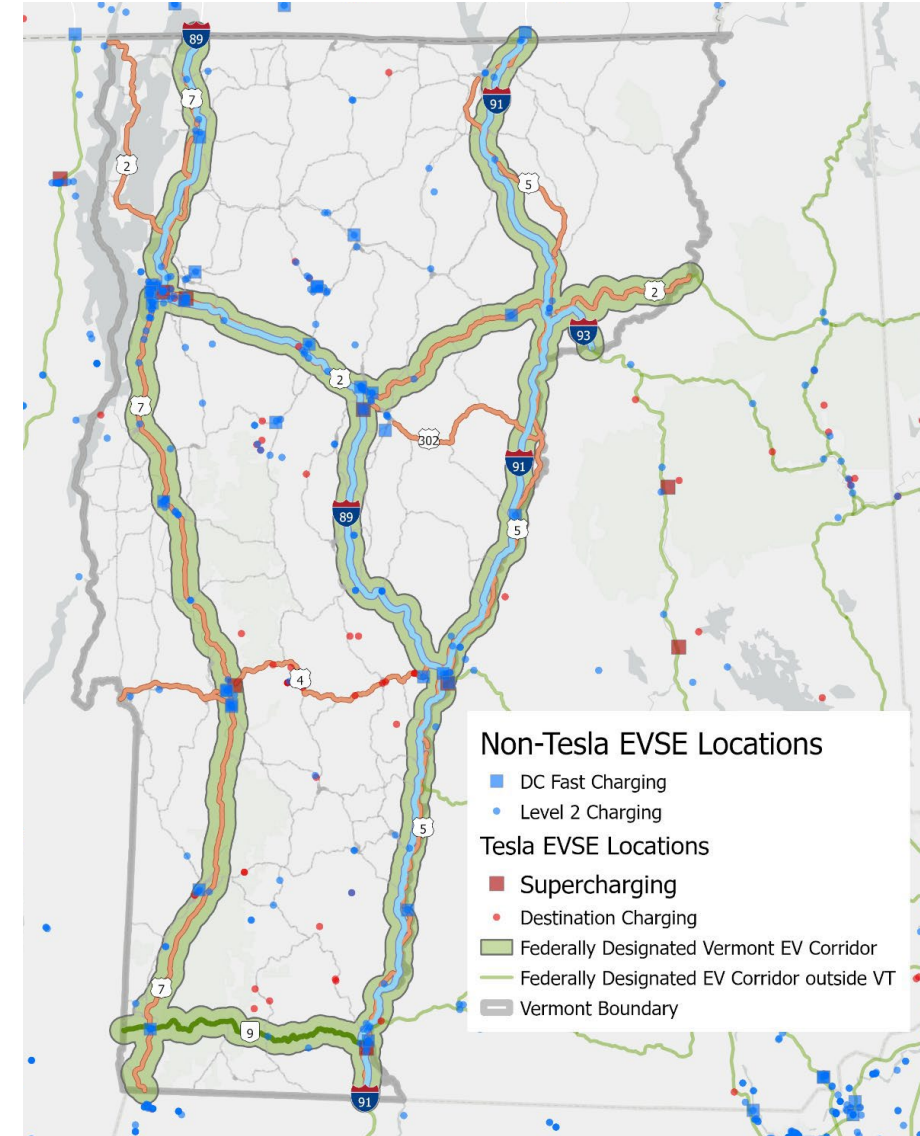 89
7
91
2
5
2
93
2
7
302
91
89
5
4
Non-Tesla EVSE Locations
DC Fast Charging
Level 2 Charging
Tesla EVSE Locations
5
Supercharging
Destination Charging
Federally Designated Vermont EV Corridor
Federally Designated EV Corridor outside VT
7
Vermont Boundary
9
91